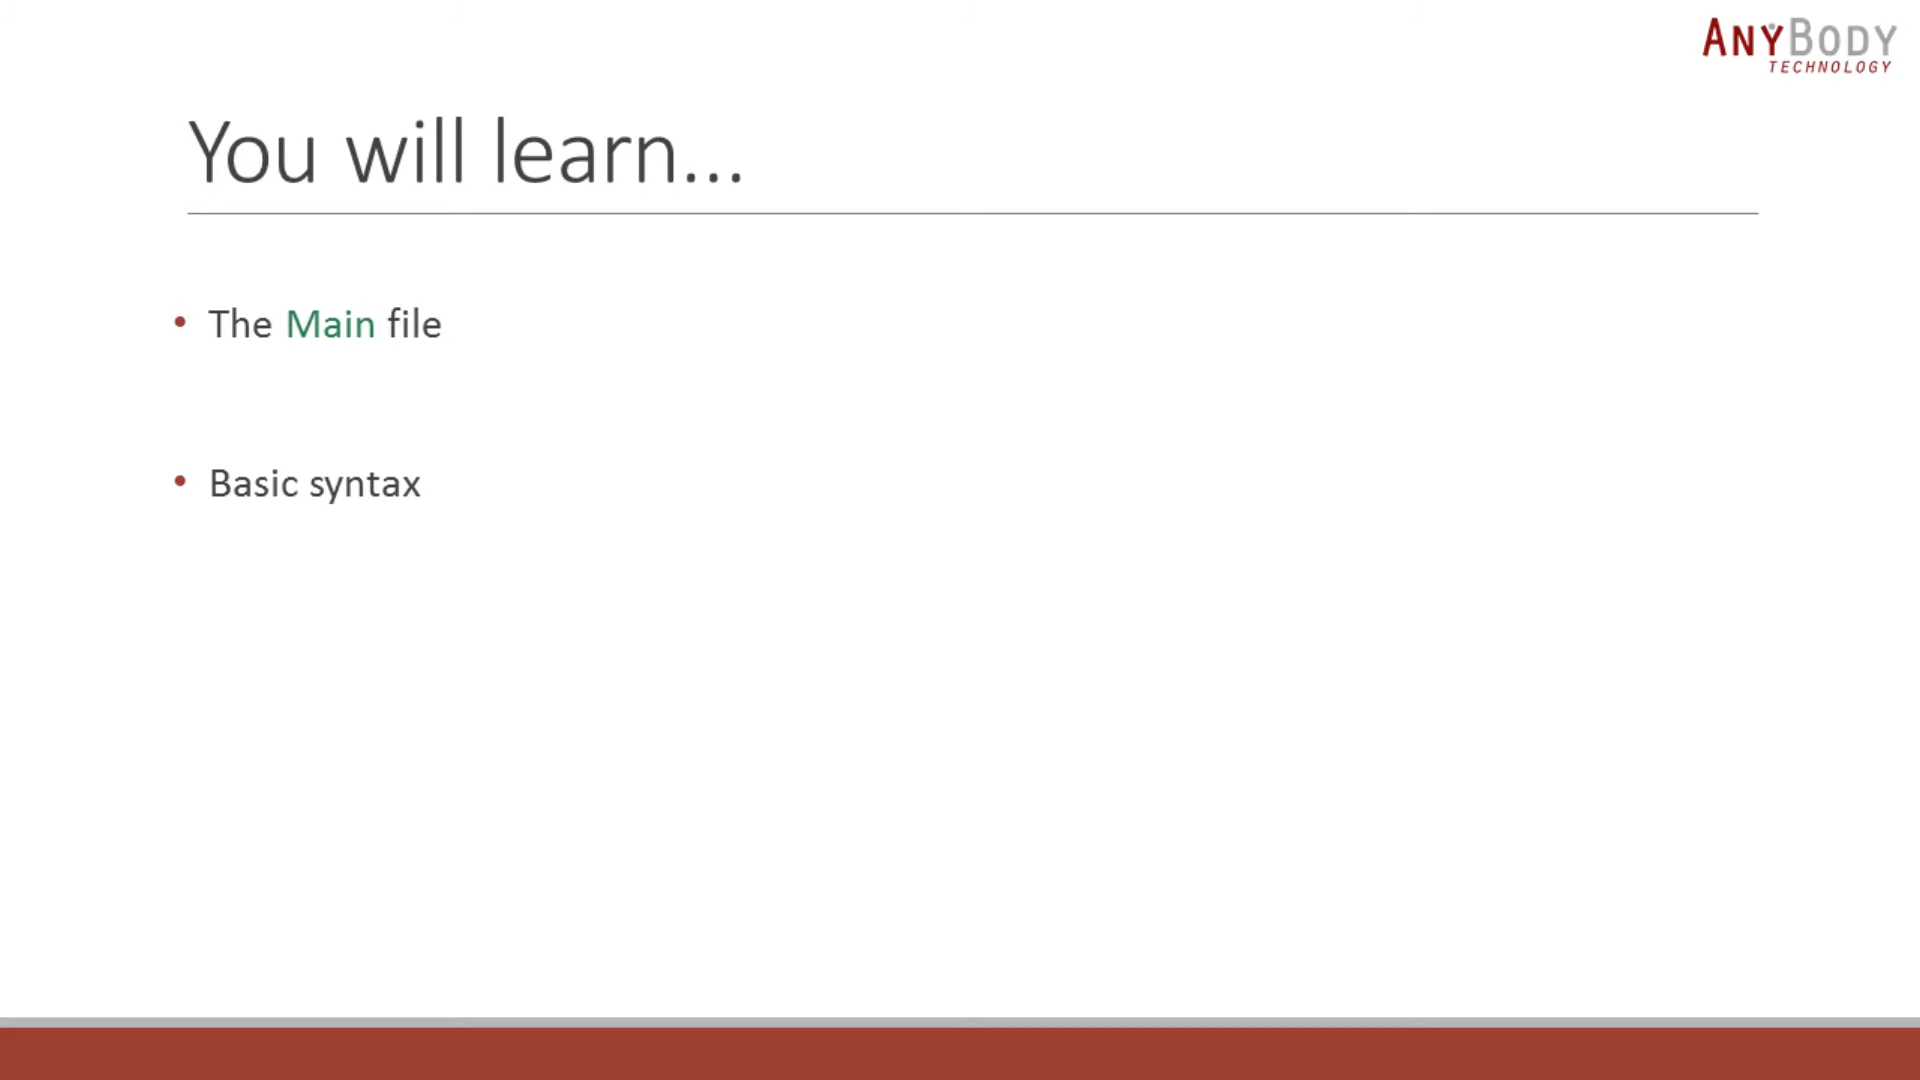 ANYBODY
TECHNOLOGY
You will learn...
• The Main file
• Basic syntax